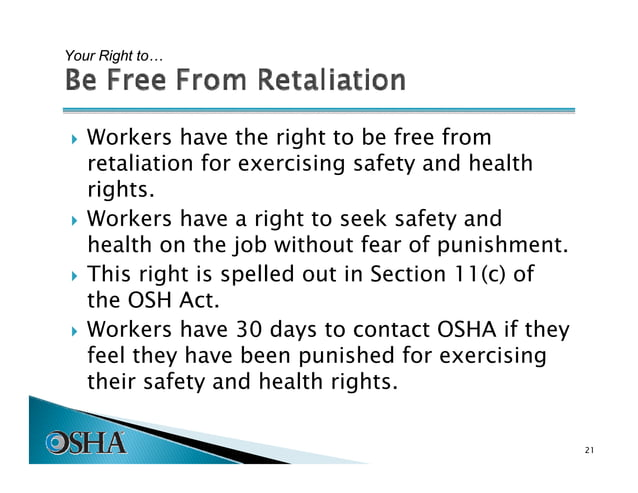 Your Right to…
Be Free From Retaliation
Workers have the right to be free from
retaliation for exercising safety and health
rights.
Workers have a right to seek safety and
health on the job without fear of punishment.
This right is spelled out in Section 11(c) of
the OSH Act.
Workers have 30 days to contact OSHA if they
feel they have been punished for exercising
their safety and health rights.
OSHA
21